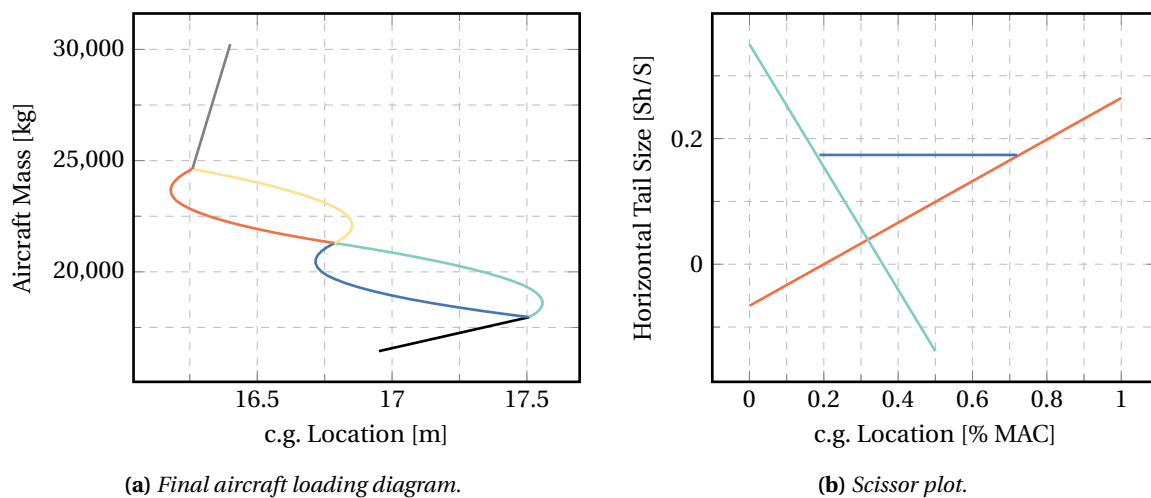 30,000
25,000
20,000
Aircraft Mass [kg]
16.5 17 17.5
c.g. Location [m]
(a) Final aircraft loading diagram.
0.2
0
Horizontal Tail Size [Sh/S]
0 0.2 0.4 0.6 0.8 1
c.g. Location [% MAC]
(b) Scissor plot.